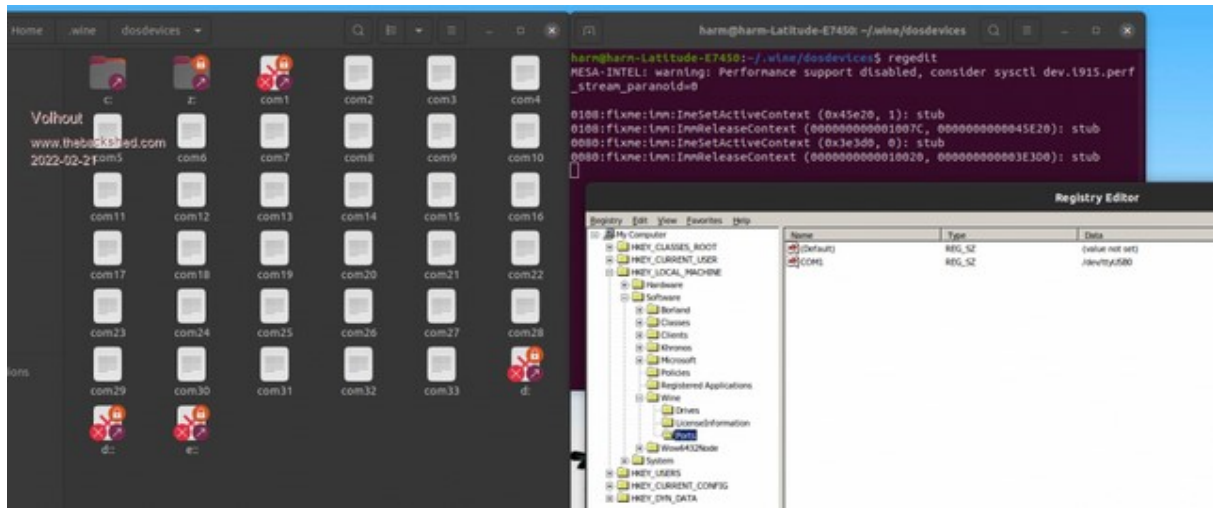 Home .wine dosdevices
c: z: com1 com2 com3 com4
Volhout
www.thebackshed.com
2022-02-21
com5 com6 com7 com8 com9 com10
com11 com12 com13 com14 com15 com16
com17 com18 com19 com20 com21 com22
com23 com24 com25 com26 com27 com28
ions
com29 com30 com31 com32 com33 d:
d:: e::
harm@harm-Latitude-E7450: ~/.wine/dosdevices
harm@harm-Latitude-E7450:~/.wine/dosdevices$ regedit
MESA-INTEL: warning: Performance support disabled, consider sysctl dev.i915.perf
_stream_paranoid=0
0108:fixme:imm:ImeSetActiveContext (0x45e20, 1): stub
0108:fixme:imm:ImmReleaseContext (000000000001007C, 0000000000045E20): stub
0080:fixme:imm:ImeSetActiveContext (0x3e3d0, 0): stub
0080:fixme:imm:ImmReleaseContext (0000000000010020, 000000000003E3D0): stub
Registry Editor
Registry Edit View Favorites Help
My Computer
HKEY_CLASSES_ROOT
HKEY_CURRENT_USER
HKEY_LOCAL_MACHINE
Hardware
Software
Borland
Classes
Clients
Khronos
Microsoft
Policies
Registered Applications
Wine
Drives
LicenseInformation
Ports
Wow6432Node
System
HKEY_USERS
HKEY_CURRENT_CONFIG
HKEY_DYN_DATA
Name Type Data
(Default) REG_SZ (value not set)
COM1 REG_SZ /dev/ttyUSB0